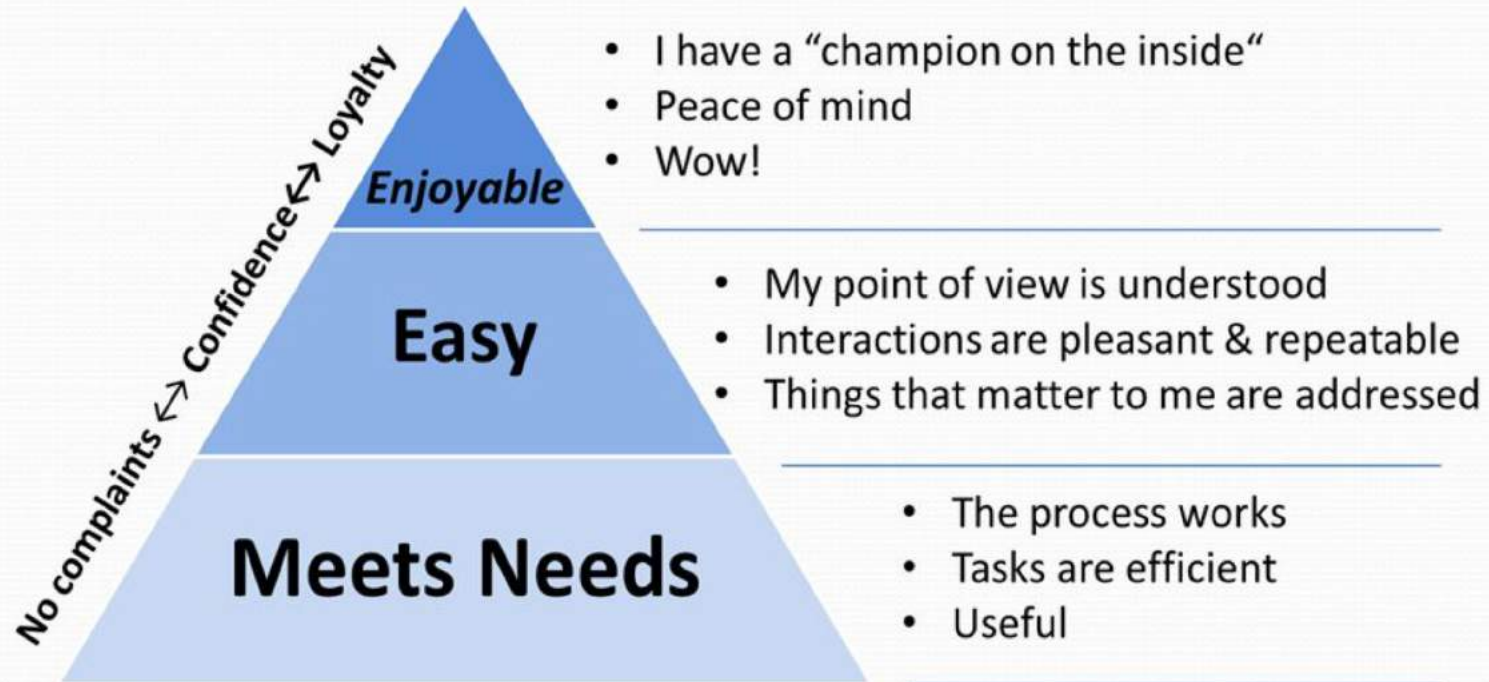 No complaints ↔ Confidence ↔ Loyalty
Enjoyable
• I have a “champion on the inside“
• Peace of mind
• Wow!
Easy
• My point of view is understood
• Interactions are pleasant & repeatable
• Things that matter to me are addressed
Meets Needs
• The process works
• Tasks are efficient
• Useful